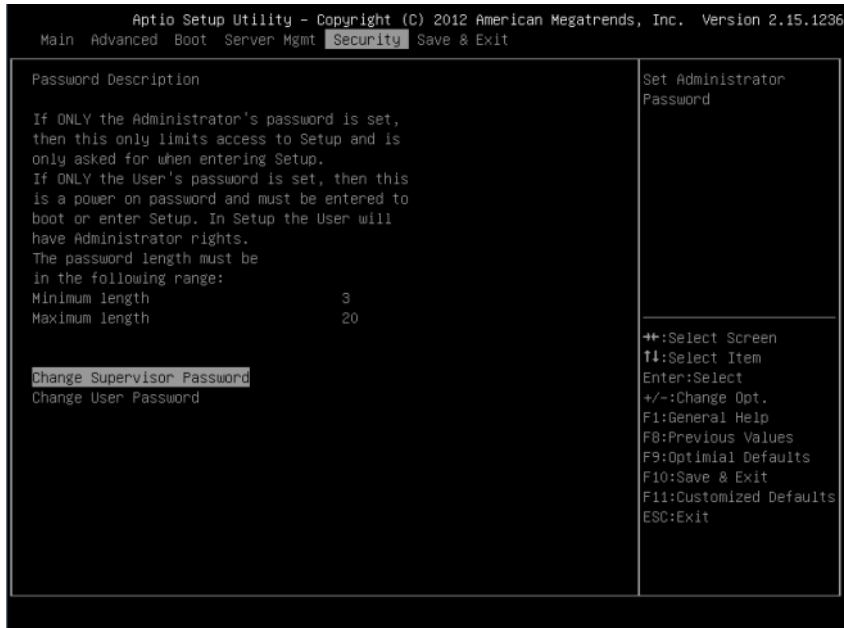 Aptio Setup Utility – Copyright (C) 2012 American Megatrends, Inc. Version 2.15.1236
Main Advanced Boot Server Mgmt Security Save & Exit
Password Description
If ONLY the Administrator's password is set,
then this only limits access to Setup and is
only asked for when entering Setup.
If ONLY the User's password is set, then this
is a power on password and must be entered to
boot or enter Setup. In Setup the User will
have Administrator rights.
The password length must be
in the following range:
Minimum length 3
Maximum length 20
Change Supervisor Password
Change User Password
Set Administrator
Password
→←:Select Screen
↑↓:Select Item
Enter:Select
+/-:Change Opt.
F1:General Help
F8:Previous Values
F9:Optimial Defaults
F10:Save & Exit
F11:Customized Defaults
ESC:Exit